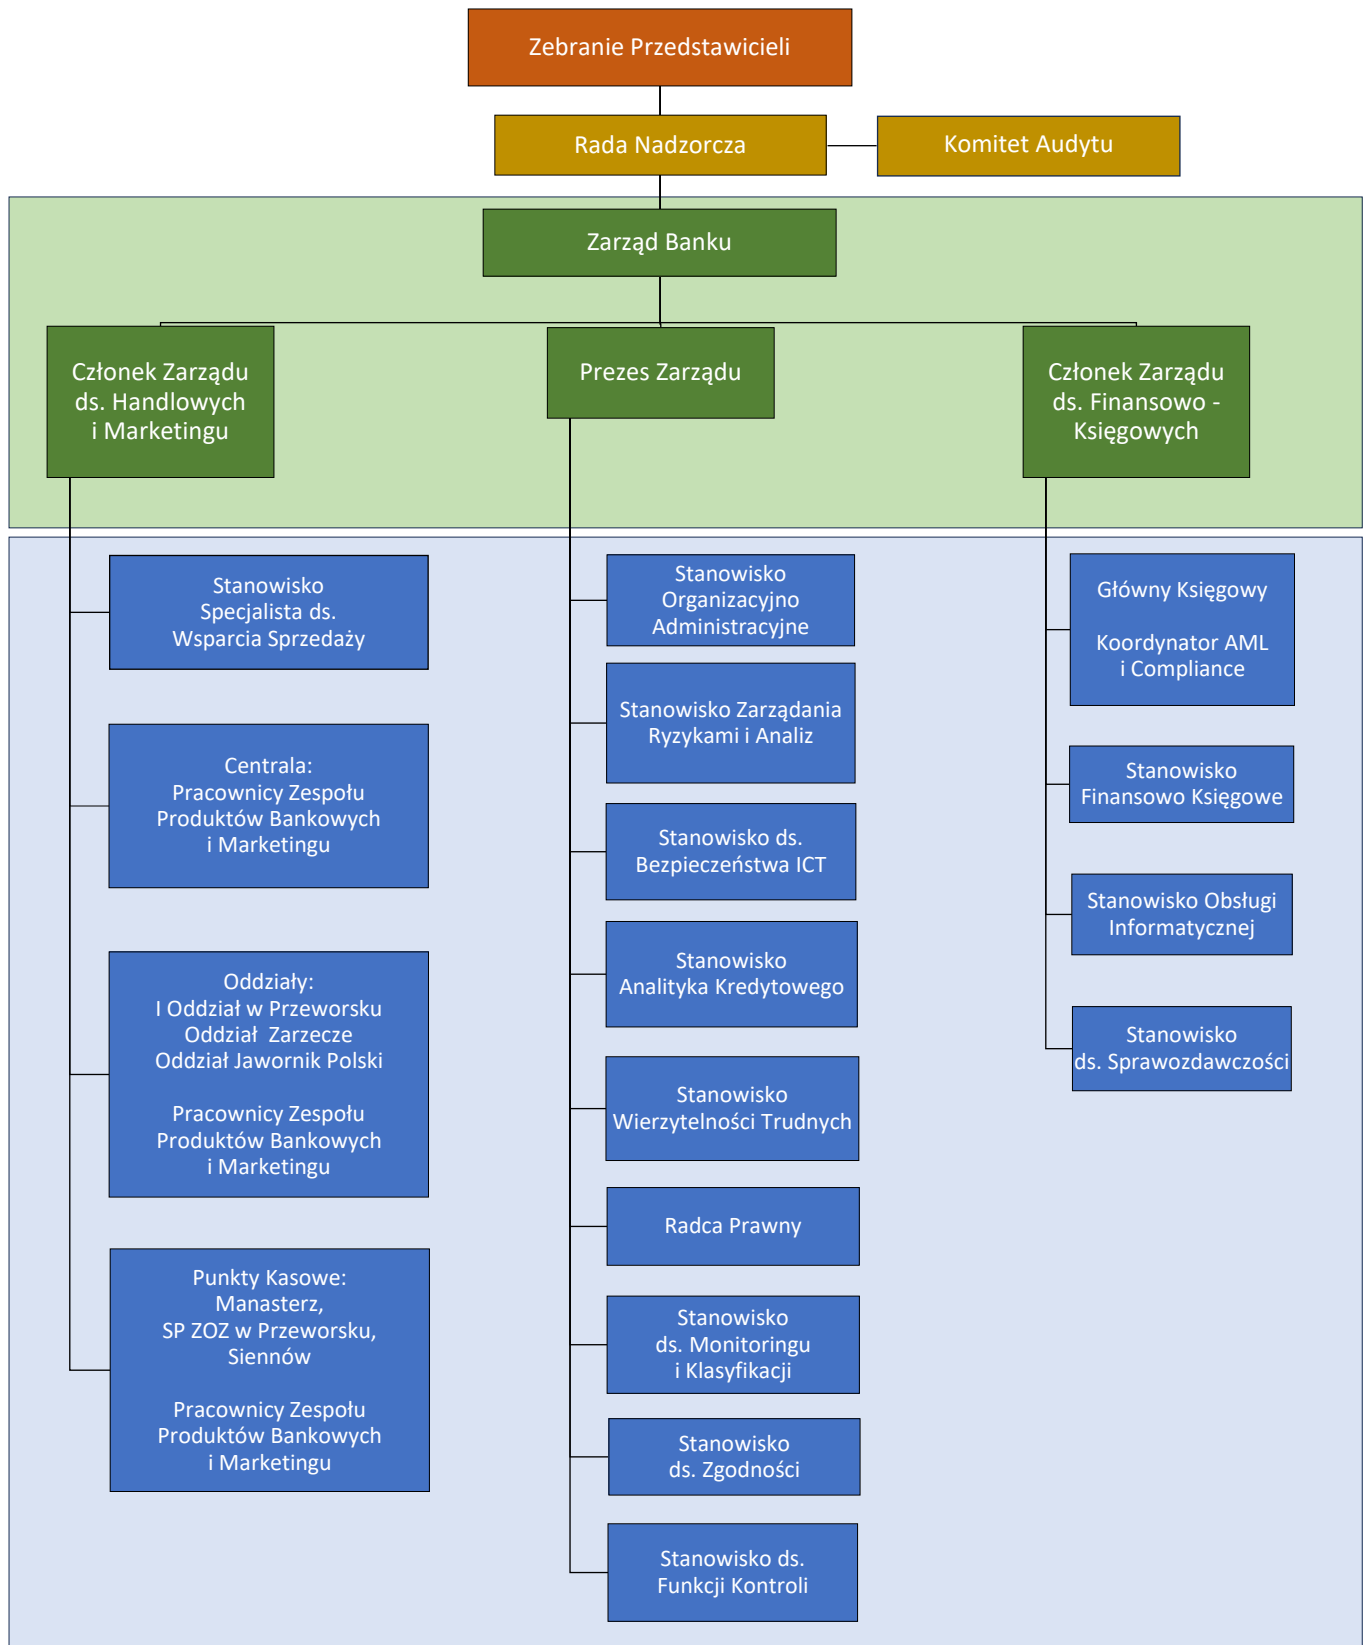 Zebranie Przedstawicieli
Rada Nadzorcza
Komitet Audytu
Zarząd Banku
Członek Zarządu
ds. Handlowych
i Marketingu
Prezes Zarządu
Członek Zarządu
ds. Finansowo -
Księgowych
Stanowisko
Specjalista ds.
Wsparcia Sprzedaży
Centrala:
Pracownicy Zespołu
Produktów Bankowych
i Marketingu
Oddziały:
I Oddział w Przeworsku
Oddział  Zarzecze
Oddział Jawornik Polski
Pracownicy Zespołu
Produktów Bankowych
i Marketingu
Punkty Kasowe:
Manasterz,
SP ZOZ w Przeworsku,
Siennów
Pracownicy Zespołu
Produktów Bankowych
i Marketingu
Stanowisko
Organizacyjno
Administracyjne
Stanowisko Zarządania
Ryzykami i Analiz
Stanowisko ds.
Bezpieczeństwa ICT
Stanowisko
Analityka Kredytowego
Stanowisko
Wierzytelności Trudnych
Radca Prawny
Stanowisko
ds. Monitoringu
i Klasyfikacji
Stanowisko
ds. Zgodności
Stanowisko ds.
Funkcji Kontroli
Główny Księgowy
Koordynator AML
i Compliance
Stanowisko
Finansowo Księgowe
Stanowisko Obsługi
Informatycznej
Stanowisko
ds. Sprawozdawczości